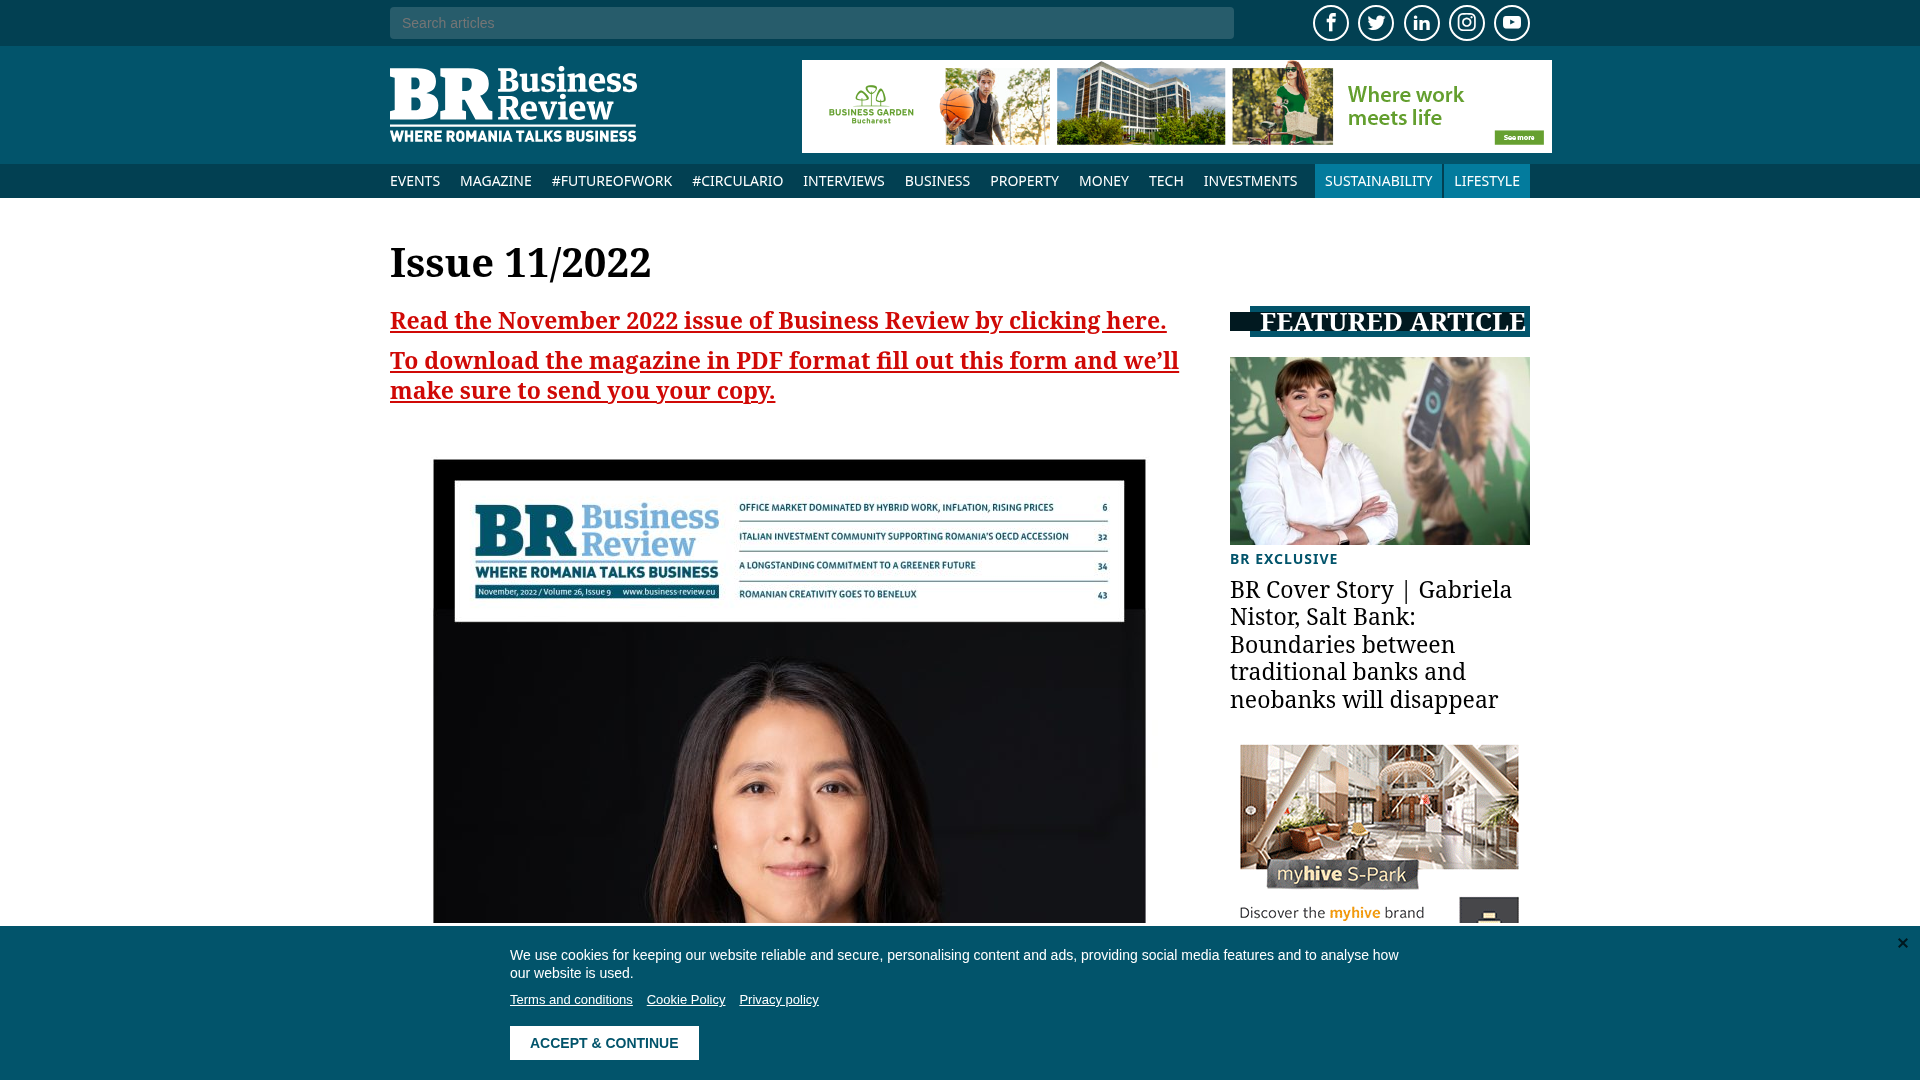 Search articles
BR Business Review
WHERE ROMANIA TALKS BUSINESS
BUSINESS GARDEN
Bucharest
Where work
meets life
See more
EVENTS MAGAZINE #FUTUREOFWORK #CIRCULARIO INTERVIEWS BUSINESS PROPERTY MONEY TECH INVESTMENTS SUSTAINABILITY LIFESTYLE
Issue 11/2022
Read the November 2022 issue of Business Review by clicking here.
To download the magazine in PDF format fill out this form and we’ll
make sure to send you your copy.
BR Business Review
WHERE ROMANIA TALKS BUSINESS
November, 2022 / Volume 26, Issue 9 www.business-review.eu
OFFICE MARKET DOMINATED BY HYBRID WORK, INFLATION, RISING PRICES 6
ITALIAN INVESTMENT COMMUNITY SUPPORTING ROMANIA'S OECD ACCESSION 32
A LONGSTANDING COMMITMENT TO A GREENER FUTURE 34
ROMANIAN CREATIVITY GOES TO BENELUX 43
FEATURED ARTICLE
BR EXCLUSIVE
BR Cover Story | Gabriela
Nistor, Salt Bank:
Boundaries between
traditional banks and
neobanks will disappear
myhive S-Park
Discover the myhive brand
We use cookies for keeping our website reliable and secure, personalising content and ads, providing social media features and to analyse how
our website is used.
Terms and conditions Cookie Policy Privacy policy
ACCEPT & CONTINUE